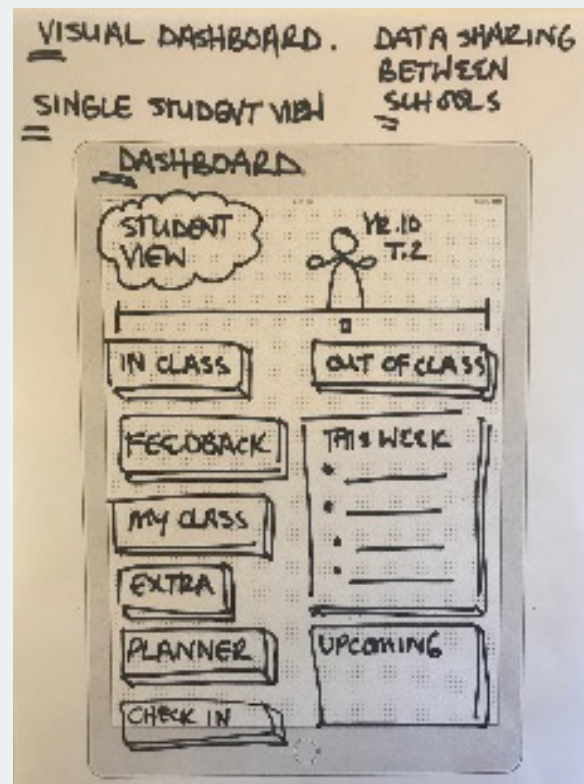 VISUAL DASHBOARD.
DATA SHARING
BETWEEN
SCHOOLS
SINGLE STUDENT VIEW
DASHBOARD
STUDENT
VIEW
YR.10
T.2
IN CLASS
OUT OF CLASS
FEEDBACK
THIS WEEK
MY CLASS
EXTRA
PLANNER
UPCOMING
CHECK IN